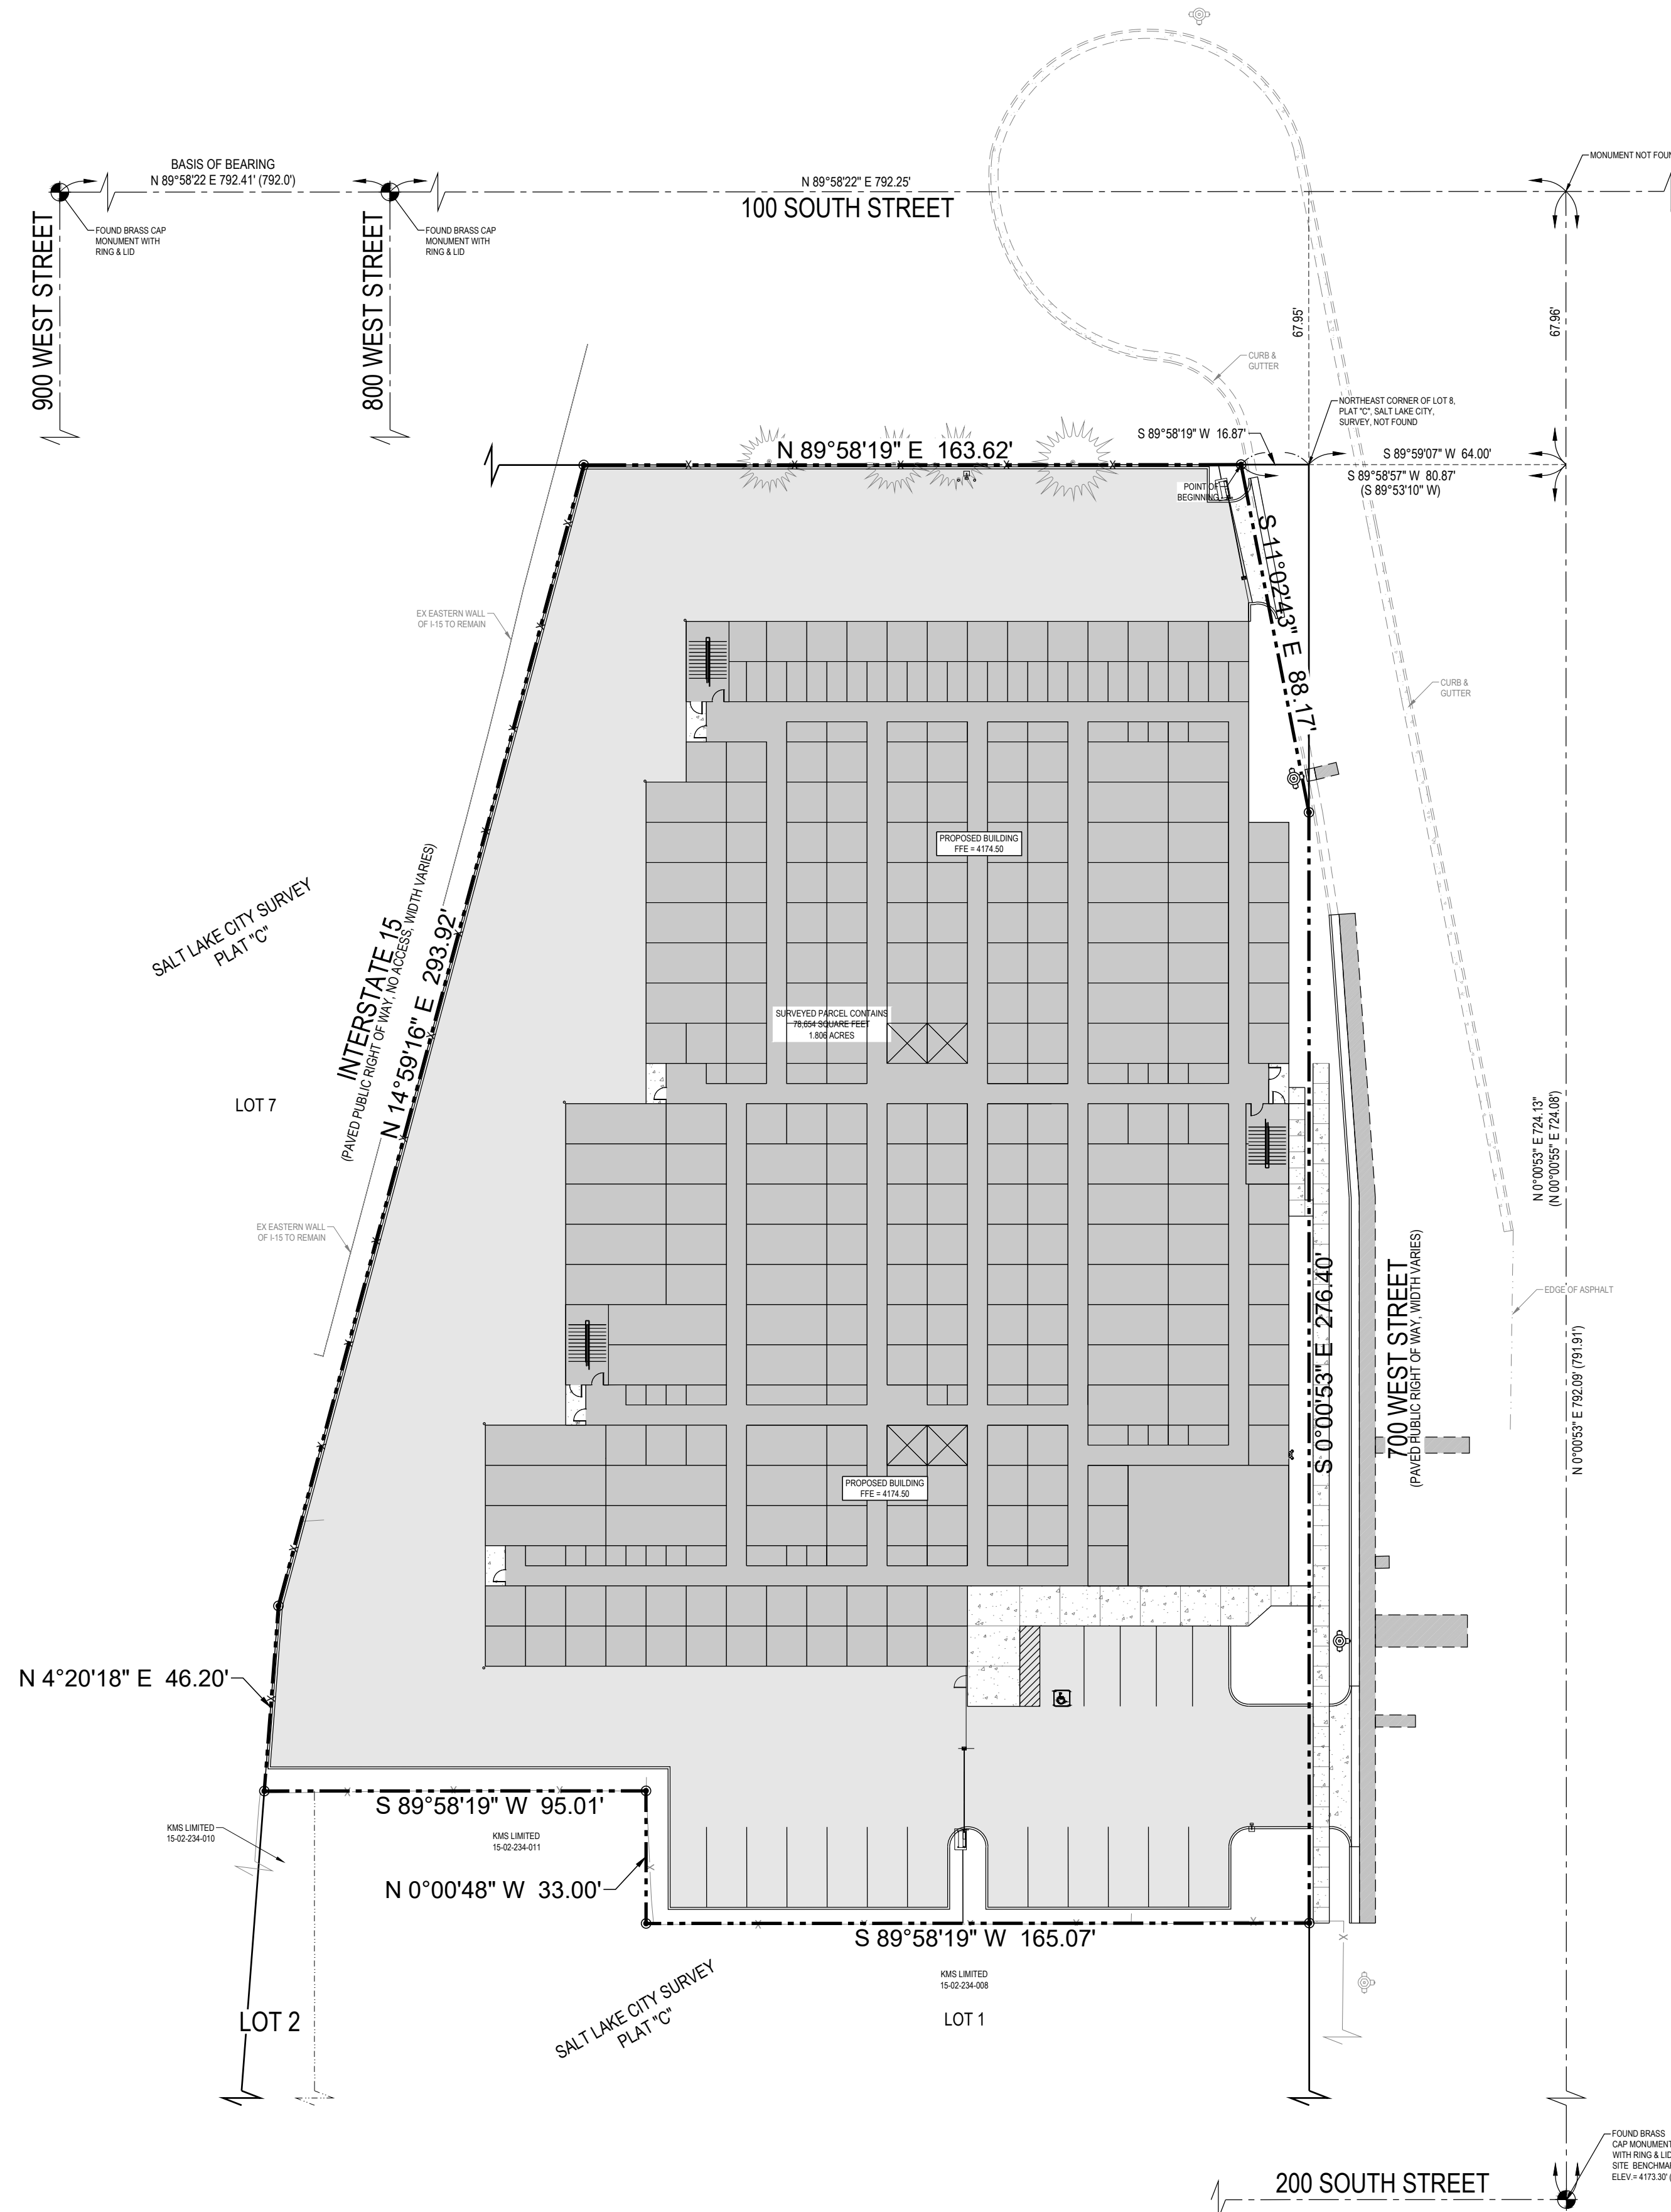 BASIS OF BEARING
N 89°58'22 E 792.41' (792.0')
N 89°58'22" E 792.25'
100 SOUTH STREET
MONUMENT NOT FOUN
900 WEST STREET
FOUND BRASS CAP
MONUMENT WITH
RING & LID
800 WEST STREET
FOUND BRASS CAP
MONUMENT WITH
RING & LID
67.95'
67.96'
CURB &
GUTTER
NORTHEAST CORNER OF LOT 8,
PLAT "C", SALT LAKE CITY,
SURVEY, NOT FOUND
S 89°58'19" W 16.87'
N 89°58'19" E 163.62'
S 89°59'07" W 64.00'
S 89°58'57" W 80.87'
(S 89°53'10" W)
POINT OF
BEGINNING
S 11°02'43" E 88.17'
EX EASTERN WALL
OF I-15 TO REMAIN
CURB &
GUTTER
PROPOSED BUILDING
FFE = 4174.50
SALT LAKE CITY SURVEY
PLAT "C"
INTERSTATE 15
(PAVED PUBLIC RIGHT OF WAY, NO ACCESS, WIDTH VARIES)
N 14°59'16" E 293.92'
SURVEYED PARCEL CONTAINS
78,654 SQUARE FEET
1.806 ACRES
LOT 7
N 0°00'53" E 724.13"
(N 00°00'55" E 724.08')
EX EASTERN WALL
OF I-15 TO REMAIN
S 0°00'53" E 276.40'
700 WEST STREET
(PAVED PUBLIC RIGHT OF WAY, WIDTH VARIES)
EDGE OF ASPHALT
N 0°00'53" E 792.09' (791.91')
PROPOSED BUILDING
FFE = 4174.50
N 4°20'18" E 46.20'
S 89°58'19" W 95.01'
KMS LIMITED
15-02-234-010
KMS LIMITED
15-02-234-011
N 0°00'48" W 33.00'
S 89°58'19" W 165.07'
KMS LIMITED
15-02-234-008
LOT 1
SALT LAKE CITY SURVEY
PLAT "C"
LOT 2
FOUND BRASS
CAP MONUMENT
WITH RING & LID
SITE BENCHMAR
ELEV.= 4173.30' (
200 SOUTH STREET